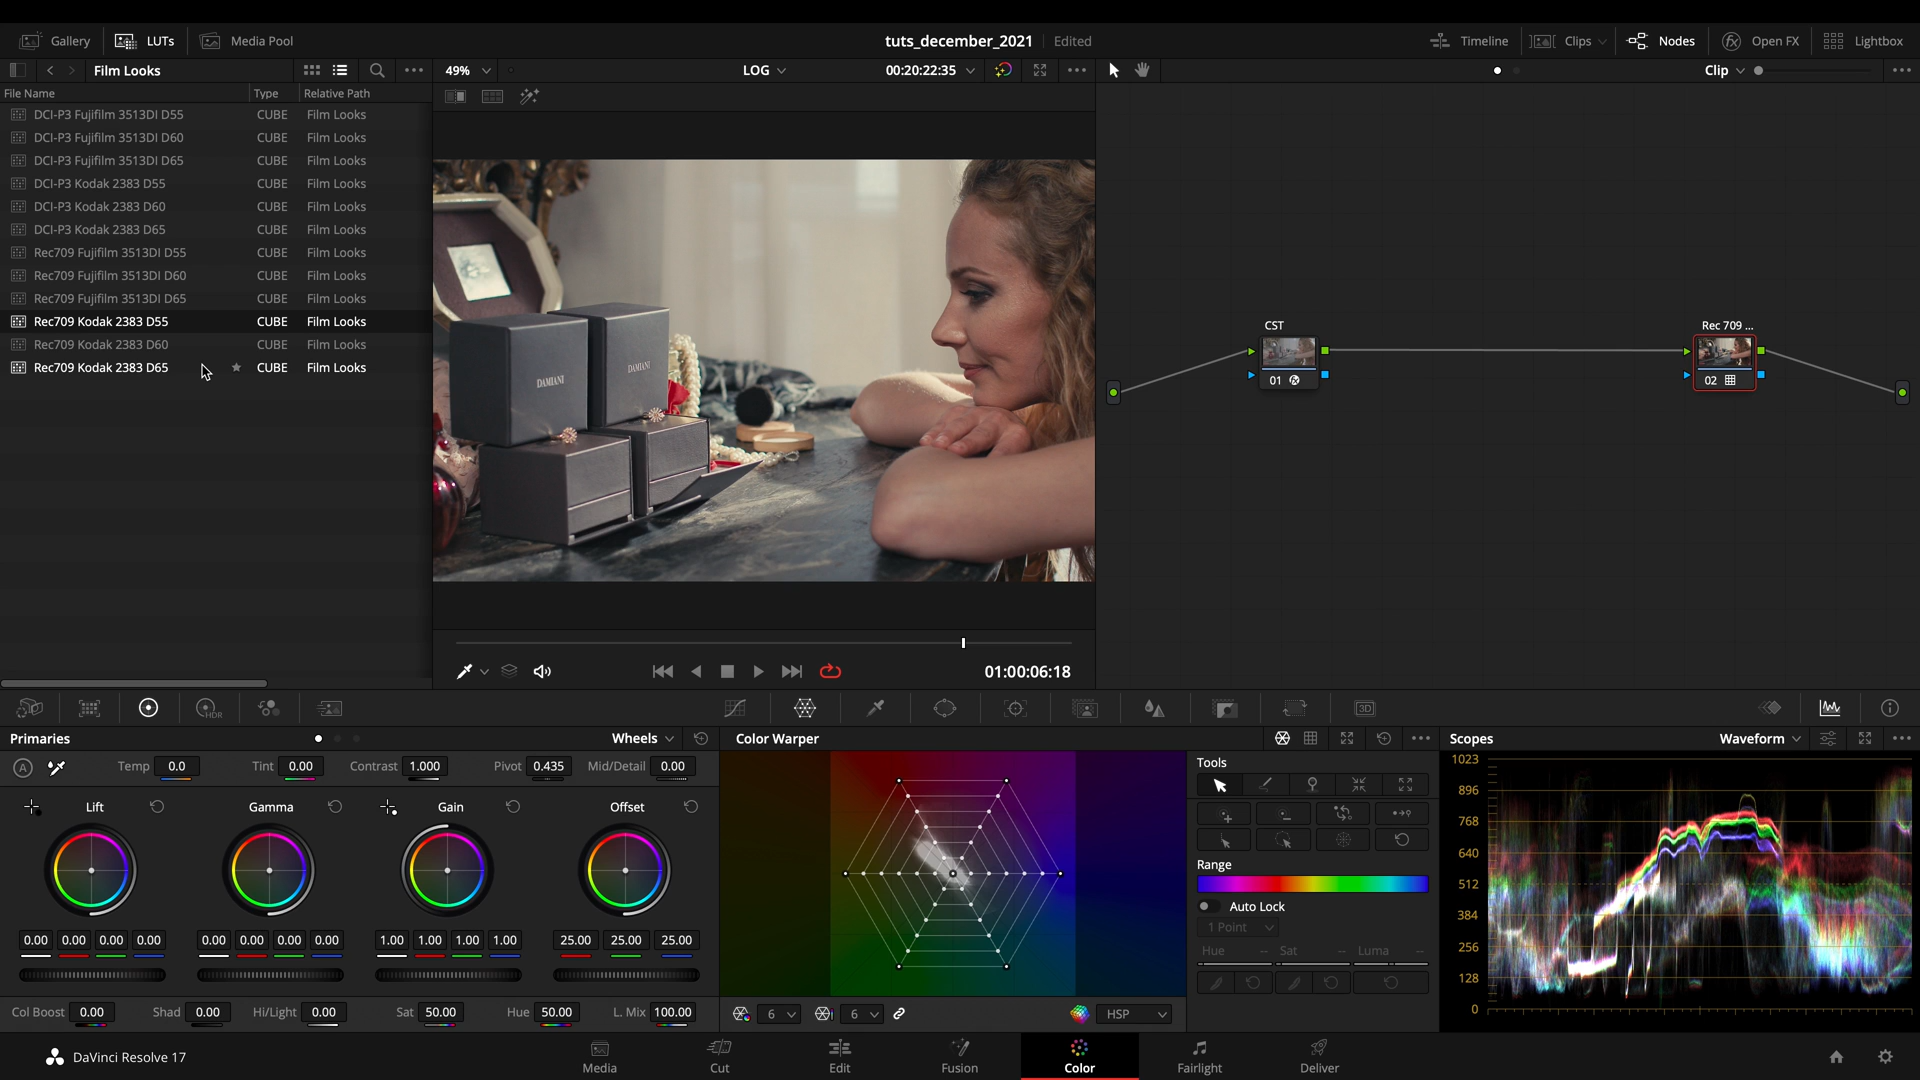 Gallery LUTs Media Pool tuts_december_2021 Edited Timeline Clips Nodes Open FX Lightbox
Film Looks 49% LOG 00:20:22:35 Clip
File Name Type Relative Path
DCI-P3 Fujifilm 3513DI D55 CUBE Film Looks
DCI-P3 Fujifilm 3513DI D60 CUBE Film Looks
DCI-P3 Fujifilm 3513DI D65 CUBE Film Looks
DCI-P3 Kodak 2383 D55 CUBE Film Looks
DCI-P3 Kodak 2383 D60 CUBE Film Looks
DCI-P3 Kodak 2383 D65 CUBE Film Looks
Rec709 Fujifilm 3513DI D55 CUBE Film Looks
Rec709 Fujifilm 3513DI D60 CUBE Film Looks
Rec709 Fujifilm 3513DI D65 CUBE Film Looks
Rec709 Kodak 2383 D55 CUBE Film Looks
Rec709 Kodak 2383 D60 CUBE Film Looks
Rec709 Kodak 2383 D65 CUBE Film Looks
DAMIANI DAMIANI
CST Rec 709 ...
01 02
01:00:06:18
HDR 3D
Primaries Wheels Color Warper Scopes Waveform
A Temp 0.0 Tint 0.00 Contrast 1.000 Pivot 0.435 Mid/Detail 0.00
Lift Gamma Gain Offset
0.00 0.00 0.00 0.00 0.00 0.00 0.00 0.00 1.00 1.00 1.00 1.00 25.00 25.00 25.00
Col Boost 0.00 Shad 0.00 Hi/Light 0.00 Sat 50.00 Hue 50.00 L. Mix 100.00
6 6 HSP
Tools
Range
Auto Lock
1 Point
Hue -- Sat -- Luma --
1023
896
768
640
512
384
256
128
0
DaVinci Resolve 17 Media Cut Edit Fusion Color Fairlight Deliver